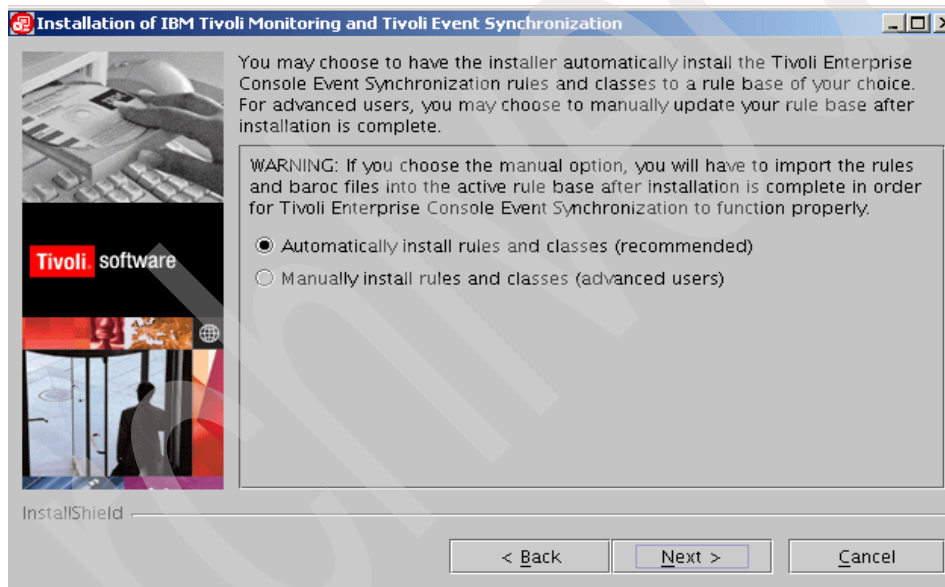 Installation of IBM Tivoli Monitoring and Tivoli Event Synchronization
You may choose to have the installer automatically install the Tivoli Enterprise
Console Event Synchronization rules and classes to a rule base of your choice.
For advanced users, you may choose to manually update your rule base after
installation is complete.
WARNING: If you choose the manual option, you will have to import the rules
and baroc files into the active rule base after installation is complete in order
for Tivoli Enterprise Console Event Synchronization to function properly.
Automatically install rules and classes (recommended)
Manually install rules and classes (advanced users)
Tivoli. software
InstallShield
< Back
Next >
Cancel